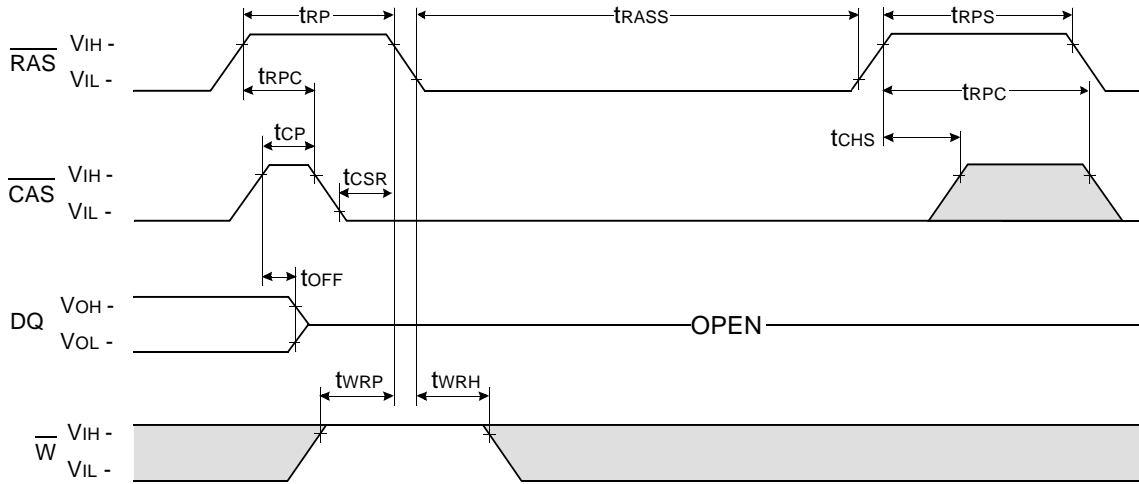 tRP tRASS tRPS
RAS VIH -
VIL -
tRPC tRPC
tCP tCHS
CAS VIH -
VIL -
tCSR
tOFF
DQ VOH -
VOL -
OPEN
tWRP tWRH
W VIH -
VIL -